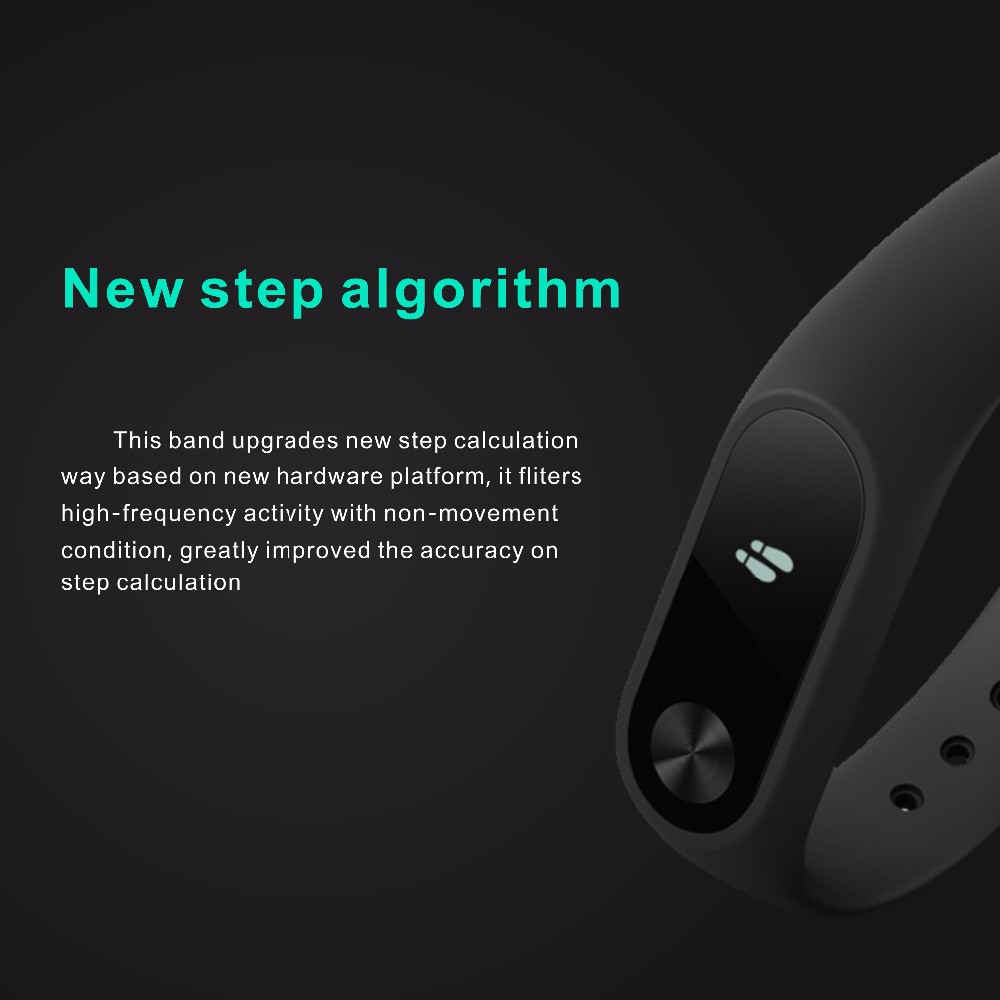 New step algorithm
This band upgrades new step calculation
way based on new hardware platform, it fliters
high-frequency activity with non-movement
condition, greatly improved the accuracy on
step calculation